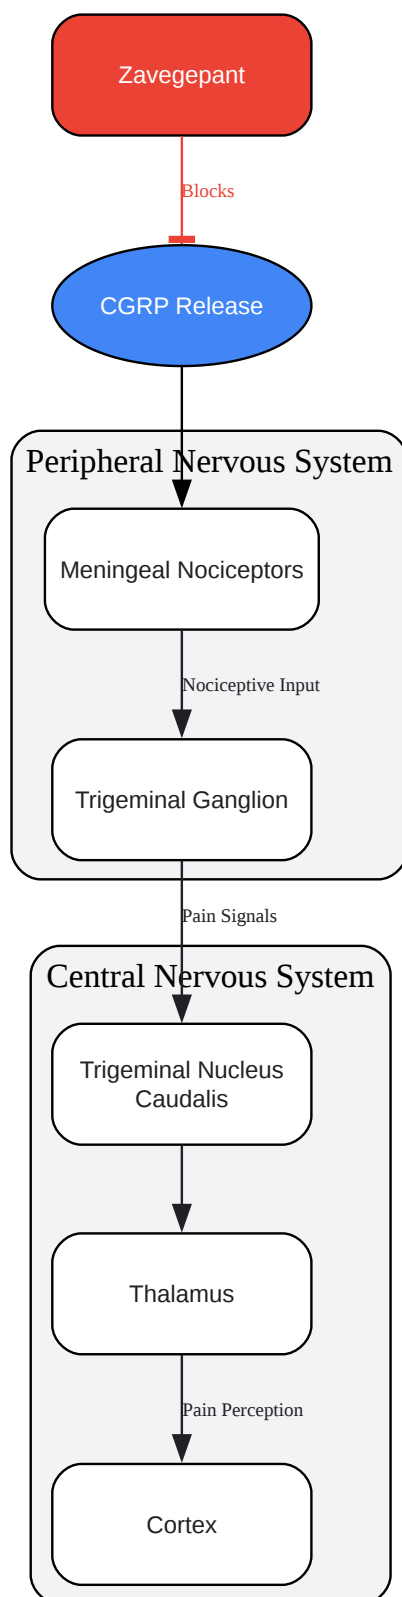 Zavegepant
Blocks
CGRP Release
Peripheral Nervous System
Meningeal Nociceptors
Nociceptive Input
Trigeminal Ganglion
Pain Signals
Central Nervous System
Trigeminal Nucleus
Caudalis
Thalamus
Pain Perception
Cortex